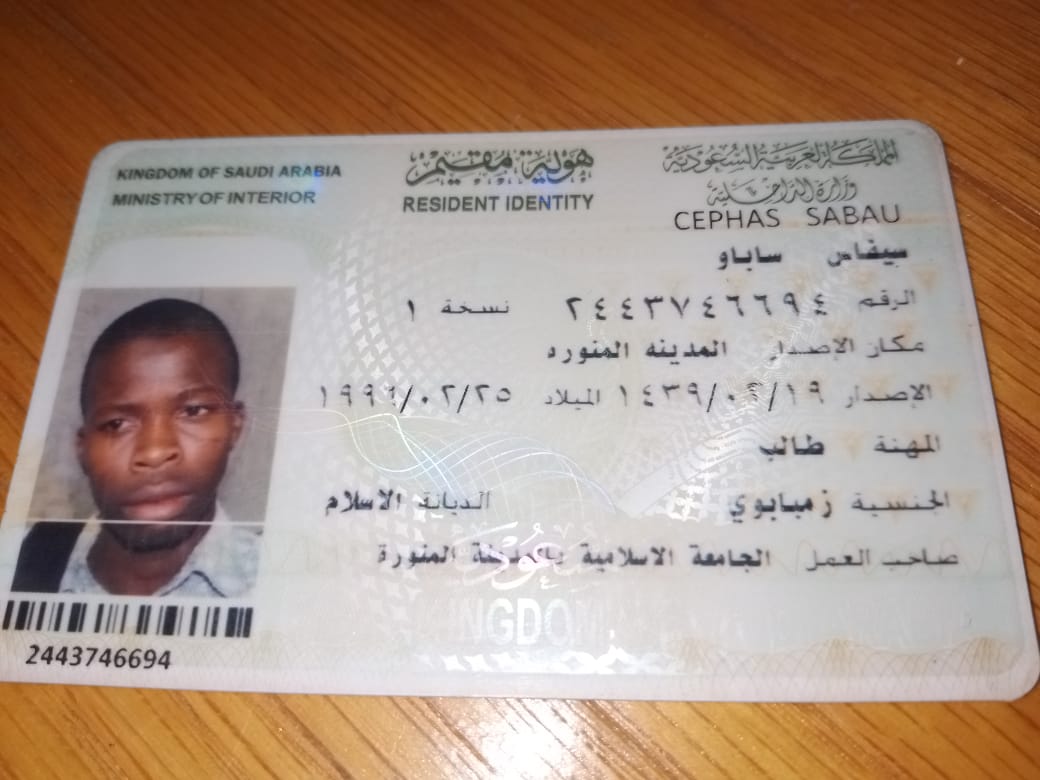 KINGDOM OF SAUDI ARABIA
MINISTRY OF INTERIOR
هوية مقيم
RESIDENT IDENTITY
المملكة العربية السعودية
وزارة الداخلية
CEPHAS SABAU
سيفاس ساباو
الرقم ٢٤٤٣٧٤٦٦٩٤ نسخة ١
مكان الإصدار المدينه المنوره
الإصدار ١٤٣٩/٠٢/١٩ الميلاد ١٩٩٦/٠٢/٢٥
المهنة طالب
الجنسية زمبابوي الديانة الاسلام
صاحب العمل الجامعة الاسلامية بالمدينة المنورة
KINGDOM
2443746694